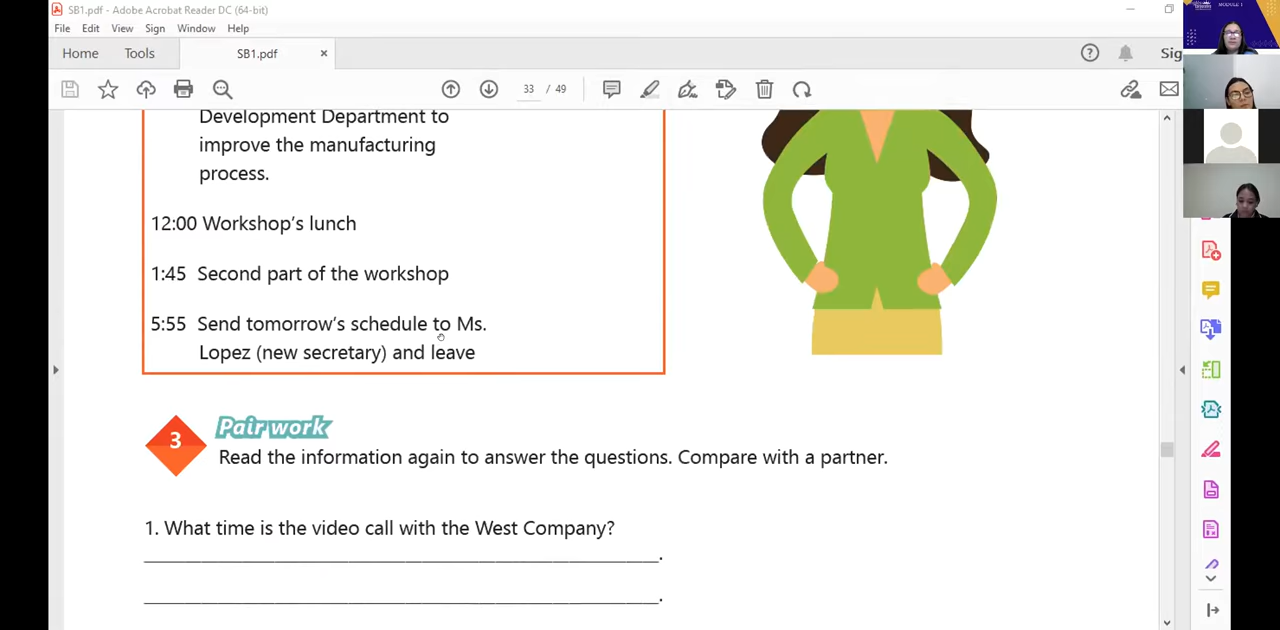 SB1.pdf - Adobe Acrobat Reader DC (64-bit)
File Edit View Sign Window Help
Home Tools SB1.pdf × Sig
33 / 49
MODULE 1
Development Department to
improve the manufacturing
process.
12:00 Workshop's lunch
1:45 Second part of the workshop
5:55 Send tomorrow's schedule to Ms.
Lopez (new secretary) and leave
3 Pair work
Read the information again to answer the questions. Compare with a partner.
1. What time is the video call with the West Company?